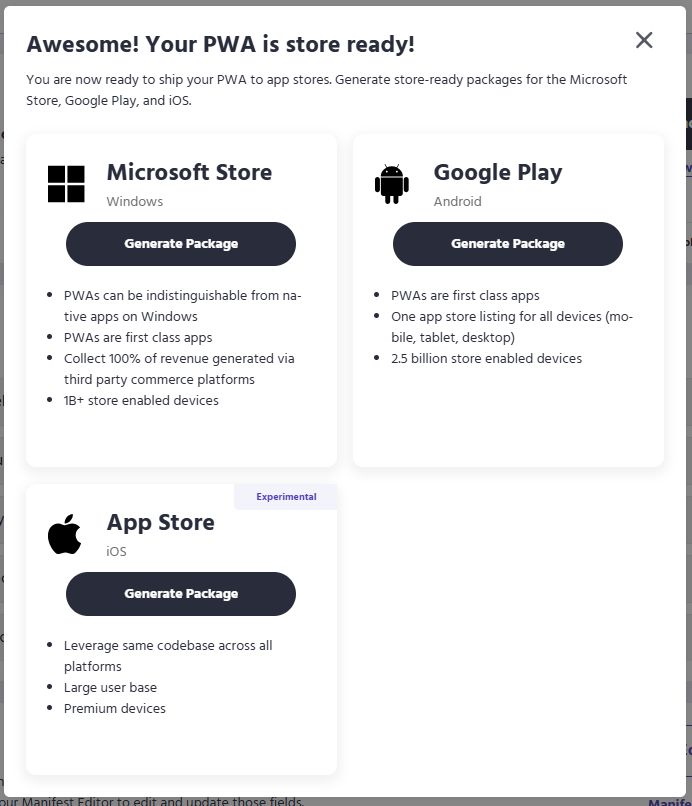 Awesome! Your PWA is store ready!
You are now ready to ship your PWA to app stores. Generate store-ready packages for the Microsoft
Store, Google Play, and iOS.
Microsoft Store
Windows
Generate Package
PWAs can be indistinguishable from na-
tive apps on Windows
PWAs are first class apps
Collect 100% of revenue generated via
third party commerce platforms
1B+ store enabled devices
Google Play
Android
Generate Package
PWAs are first class apps
One app store listing for all devices (mo-
bile, tablet, desktop)
2.5 billion store enabled devices
Experimental
App Store
iOS
Generate Package
Leverage same codebase across all
platforms
Large user base
Premium devices
our Manifest Editor to edit and update those fields.